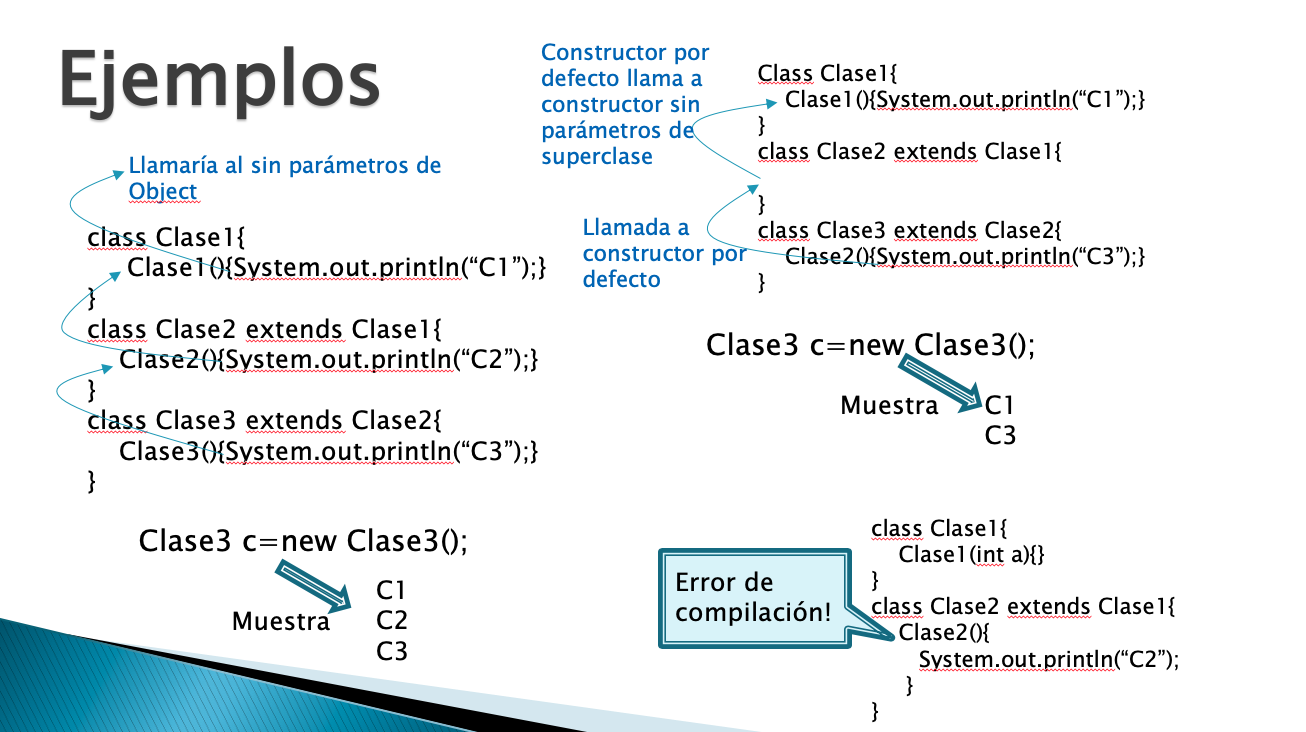 Ejemplos
Llamaría al sin parámetros de
Object
class Clase1{
Clase1(){System.out.println(“C1”);}
}
class Clase2 extends Clase1{
Clase2(){System.out.println(“C2”);}
}
class Clase3 extends Clase2{
Clase3(){System.out.println(“C3”);}
}
Clase3 c=new Clase3();
Muestra
C1
C2
C3
Constructor por
defecto llama a
constructor sin
parámetros de
superclase
Llamada a
constructor por
defecto
Class Clase1{
Clase1(){System.out.println(“C1”);}
}
class Clase2 extends Clase1{
}
class Clase3 extends Clase2{
Clase2(){System.out.println(“C3”);}
}
Clase3 c=new Clase3();
Muestra
C1
C3
Error de
compilación!
class Clase1{
Clase1(int a){}
}
class Clase2 extends Clase1{
Clase2(){
System.out.println(“C2”);
}
}